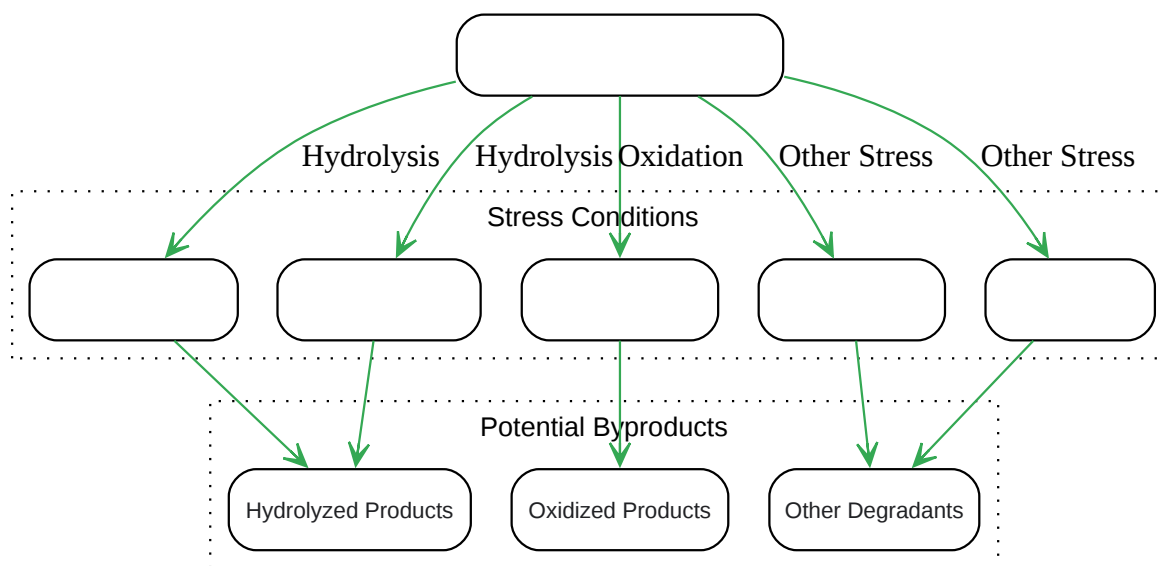 Hydrolysis
Hydrolysis
Oxidation
Other Stress
Other Stress
Stress Conditions
Potential Byproducts
Hydrolyzed Products
Oxidized Products
Other Degradants